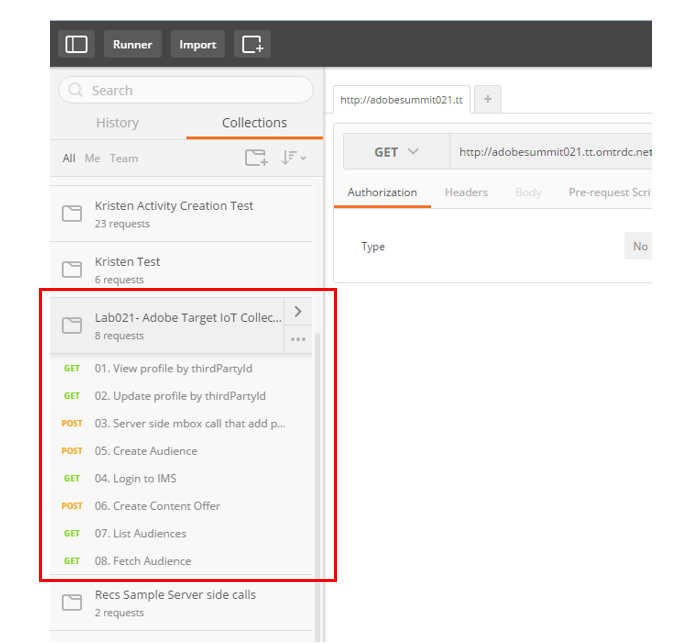 Runner
Import
Search
History
Collections
All Me Team
Kristen Activity Creation Test
23 requests
Kristen Test
6 requests
Lab021- Adobe Target IoT Collec...
8 requests
GET 01. View profile by thirdPartyId
GET 02. Update profile by thirdPartyId
POST 03. Server side mbox call that add p...
POST 05. Create Audience
GET 04. Login to IMS
POST 06. Create Content Offer
GET 07. List Audiences
GET 08. Fetch Audience
Recs Sample Server side calls
2 requests
http://adobesummit021.tt
GET http://adobesummit021.tt.omtrdc.net
Authorization Headers Body Pre-request Scri
Type No